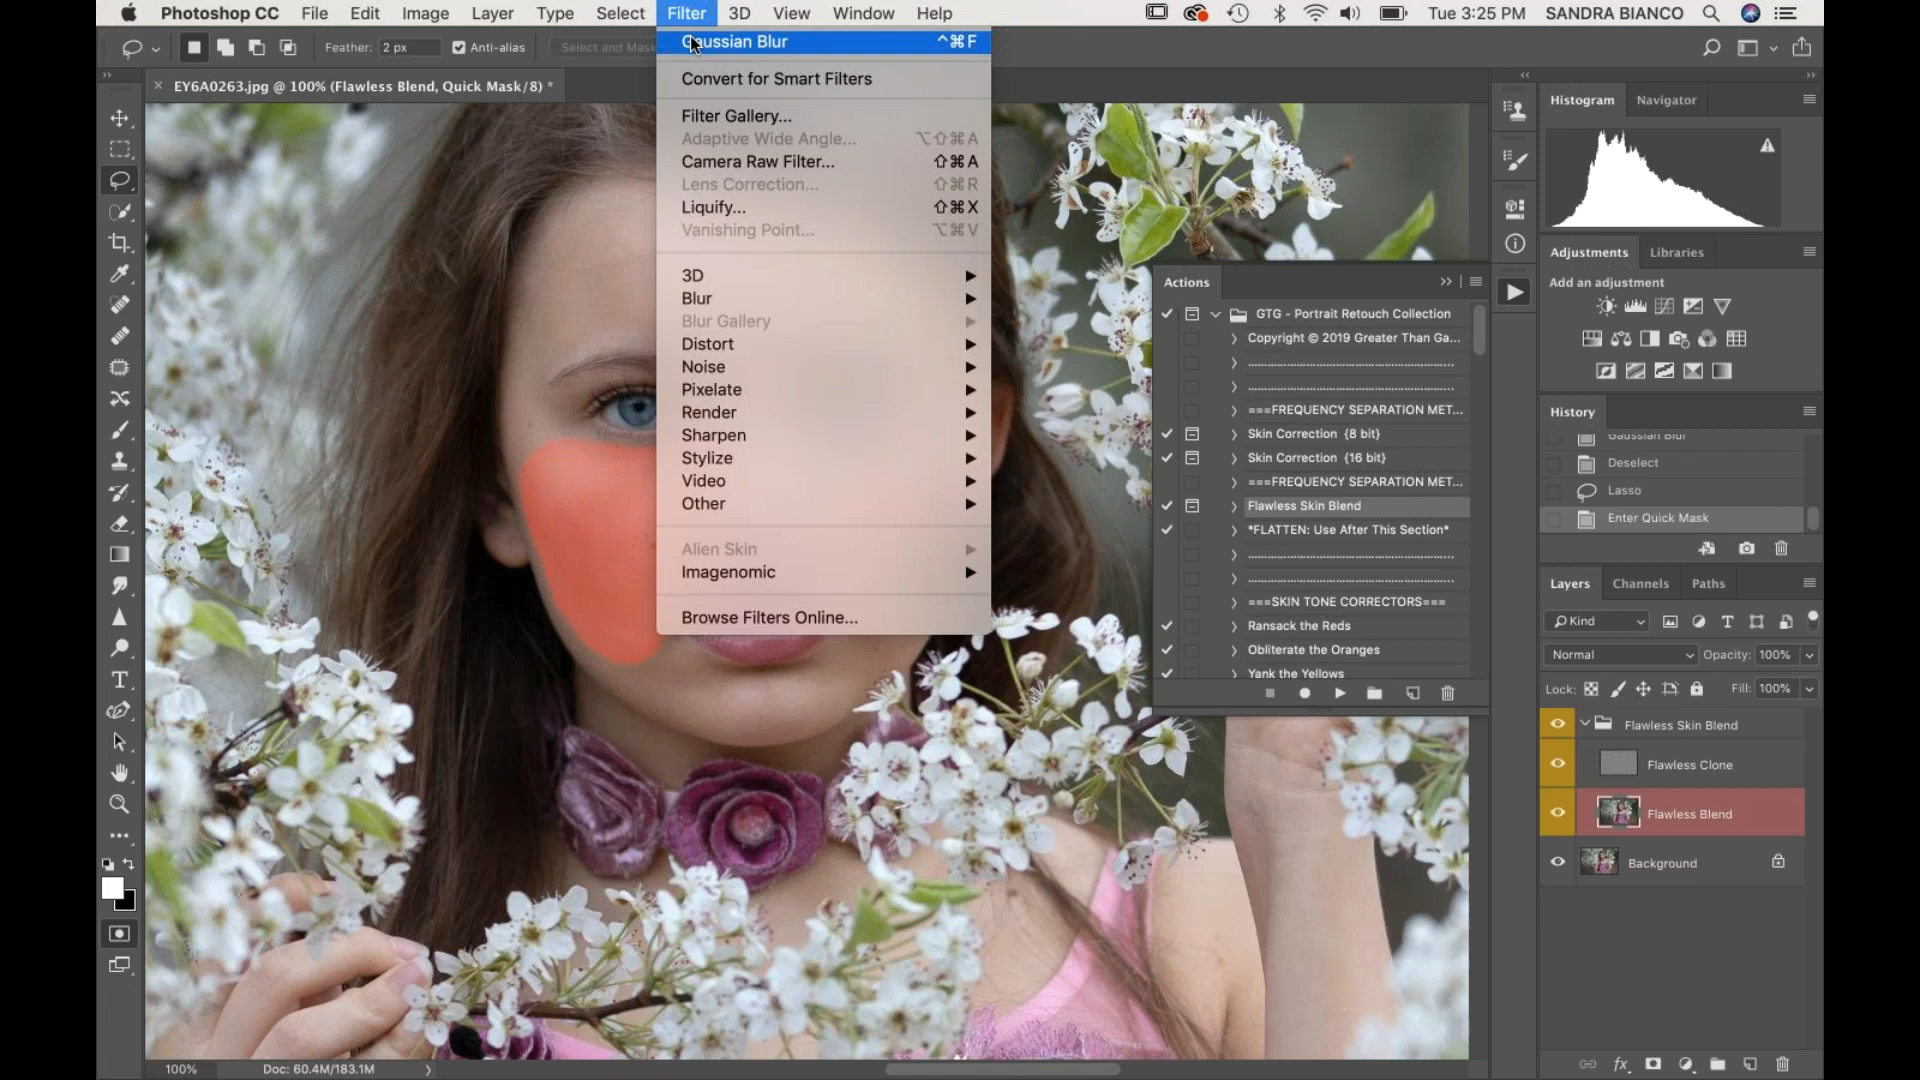 Photoshop CC File Edit Image Layer Type Select Filter 3D View Window Help Tue 3:25 PM SANDRA BIANCO
Feather: 2 px Anti-alias Select and Mask
EY6A0263.jpg @ 100% (Flawless Blend, Quick Mask/8) *
Gaussian Blur ^⌘F
Convert for Smart Filters
Filter Gallery...
Adaptive Wide Angle... ⌥⇧⌘A
Camera Raw Filter... ⇧⌘A
Lens Correction... ⇧⌘R
Liquify... ⇧⌘X
Vanishing Point... ⌥⌘V
3D
Blur
Blur Gallery
Distort
Noise
Pixelate
Render
Sharpen
Stylize
Video
Other
Alien Skin
Imagenomic
Browse Filters Online...
Actions
GTG - Portrait Retouch Collection
Copyright © 2019 Greater Than Ga...
===FREQUENCY SEPARATION MET...
Skin Correction {8 bit}
Skin Correction {16 bit}
===FREQUENCY SEPARATION MET...
Flawless Skin Blend
*FLATTEN: Use After This Section*
===SKIN TONE CORRECTORS===
Ransack the Reds
Obliterate the Oranges
Yank the Yellows
Histogram Navigator
Adjustments Libraries
Add an adjustment
History
Gaussian Blur
Deselect
Lasso
Enter Quick Mask
Layers Channels Paths
Kind
Normal Opacity: 100%
Lock: Fill: 100%
Flawless Skin Blend
Flawless Clone
Flawless Blend
Background
fx
100% Doc: 60.4M/183.1M